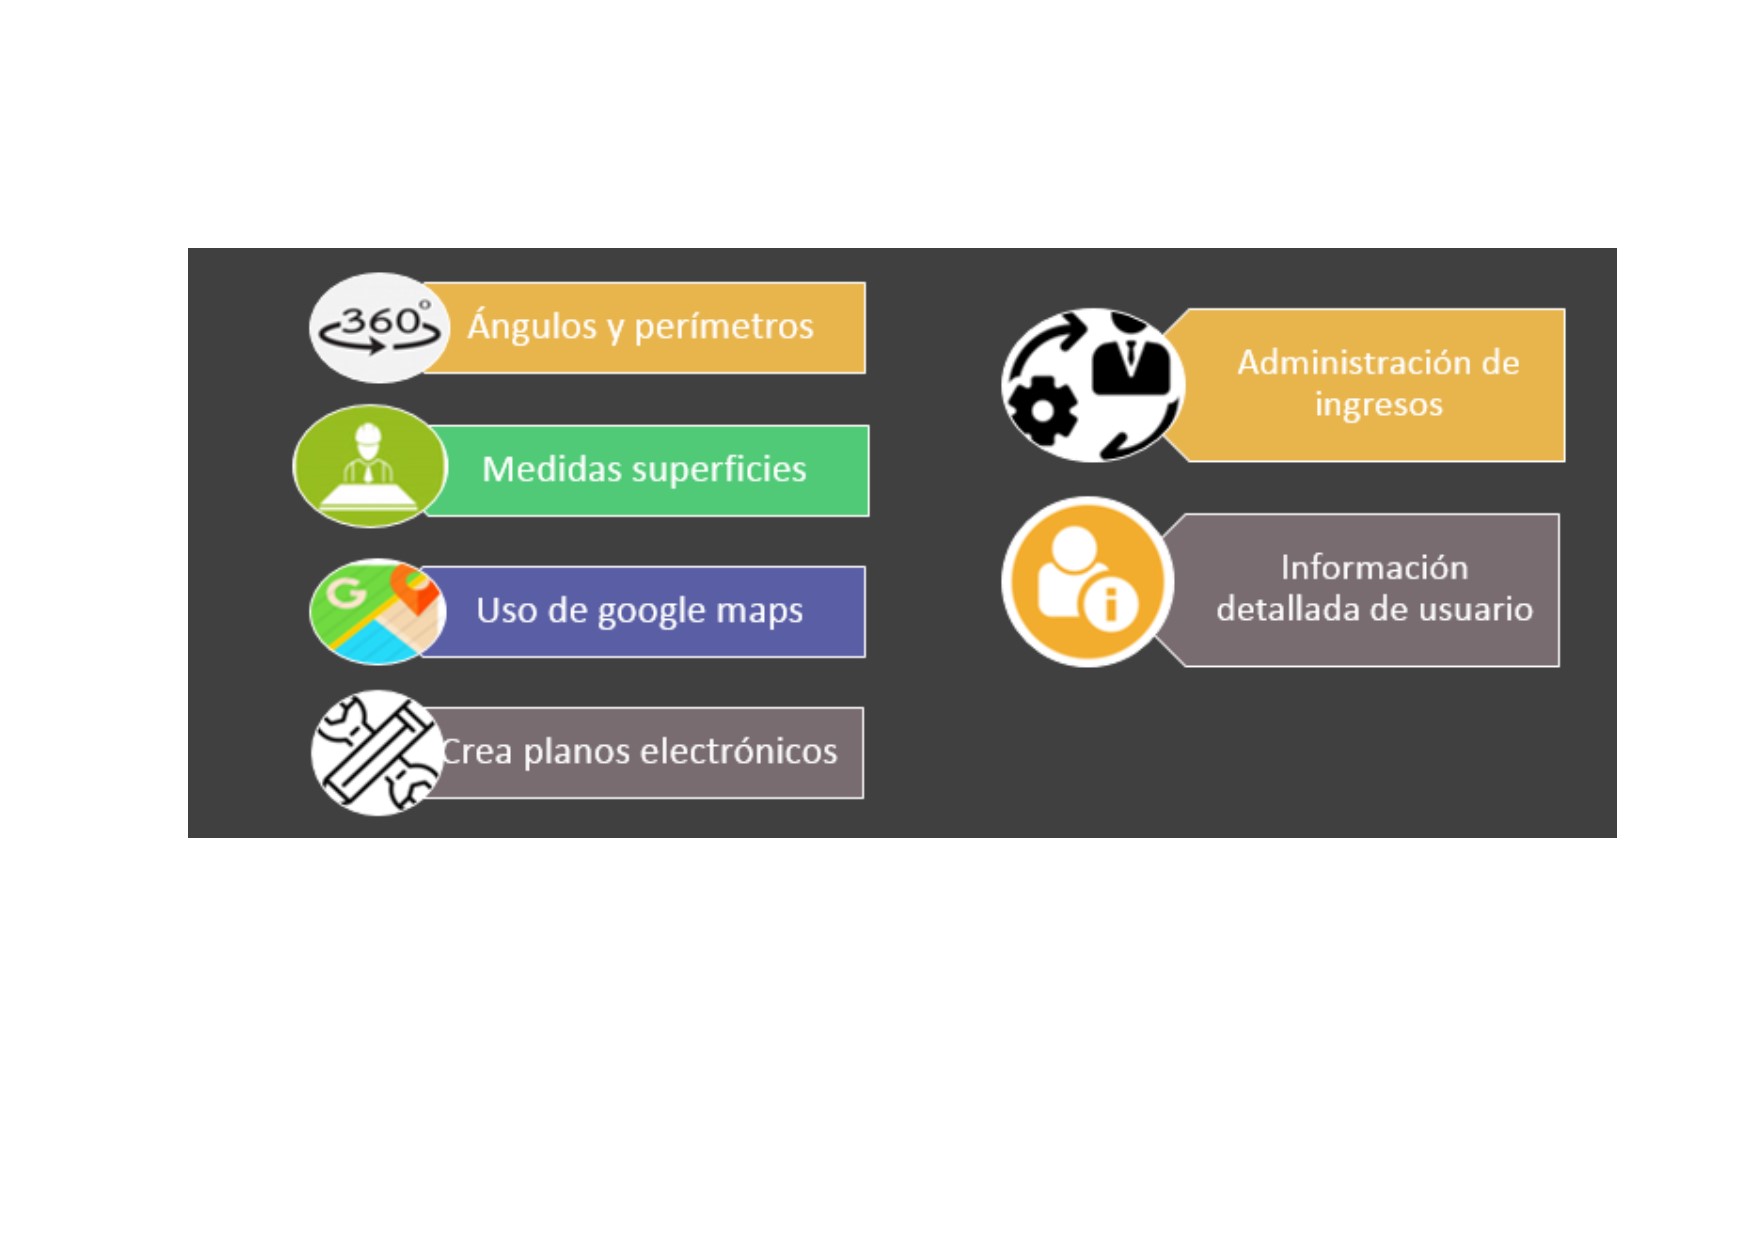 360°
Ángulos y perímetros
Medidas superficies
G
Uso de google maps
Crea planos electrónicos
Administración de
ingresos
i
Información
detallada de usuario